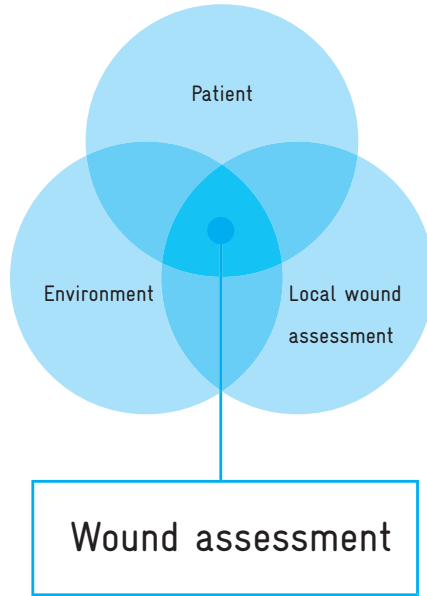 Patient
Environment
Local wound
assessment
Wound assessment